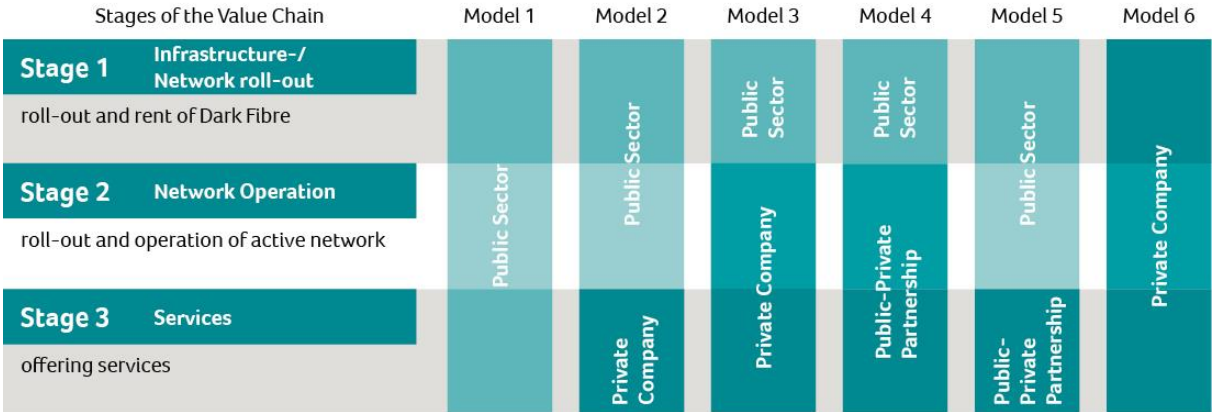 Stages of the Value Chain Model 1 Model 2 Model 3 Model 4 Model 5 Model 6
Stage 1 Infrastructure-/
Network roll-out
roll-out and rent of Dark Fibre
Stage 2 Network Operation
roll-out and operation of active network
Stage 3 Services
offering services
Public Sector
Public Sector
Private
Company
Public
Sector
Private Company
Public
Sector
Public-Private
Partnership
Public Sector
Public-
Private
Partnership
Private Company